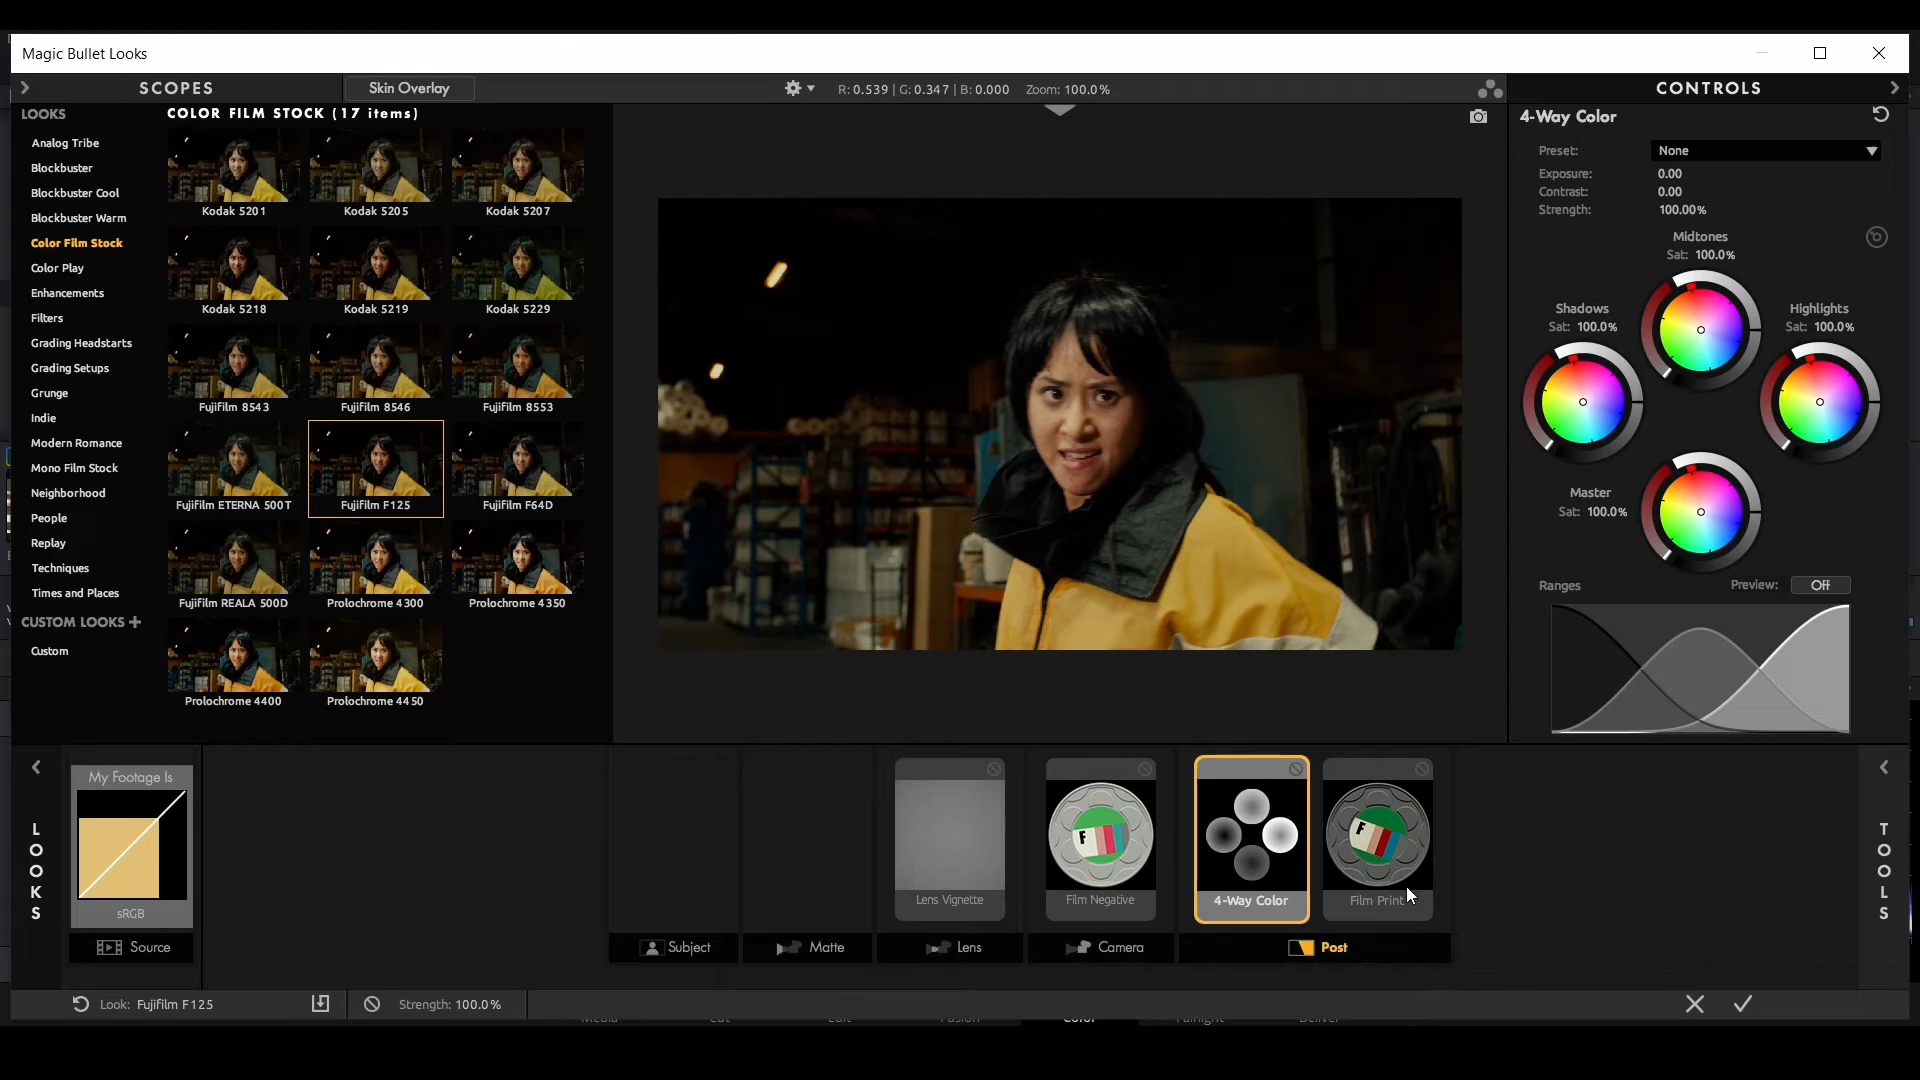 Magic Bullet Looks
SCOPES
Skin Overlay
R: 0.539 | G: 0.347 | B: 0.000 Zoom: 100.0%
CONTROLS
LOOKS
Analog Tribe
Blockbuster
Blockbuster Cool
Blockbuster Warm
Color Film Stock
Color Play
Enhancements
Filters
Grading Headstarts
Grading Setups
Grunge
Indie
Modern Romance
Mono Film Stock
Neighborhood
People
Replay
Techniques
Times and Places
CUSTOM LOOKS +
Custom
COLOR FILM STOCK (17 items)
Kodak 5201 Kodak 5205 Kodak 5207
Kodak 5218 Kodak 5219 Kodak 5229
Fujifilm 8543 Fujifilm 8546 Fujifilm 8553
Fujifilm ETERNA 500T Fujifilm F125 Fujifilm F64D
Fujifilm REALA 500D Prolochrome 4300 Prolochrome 4350
Prolochrome 4400 Prolochrome 4450
4-Way Color
Preset: None
Exposure: 0.00
Contrast: 0.00
Strength: 100.00%
Midtones
Sat: 100.0%
Shadows
Sat: 100.0%
Highlights
Sat: 100.0%
Master
Sat: 100.0%
Ranges Preview: Off
LOOKS
My Footage Is
sRGB
Source
Lens Vignette
F
Film Negative
4-Way Color
F
Film Print
Subject Matte Lens Camera Post
TOOLS
Look: Fujifilm F125
Strength: 100.0%
Media Cut Edit Fusion Color Fairlight Deliver